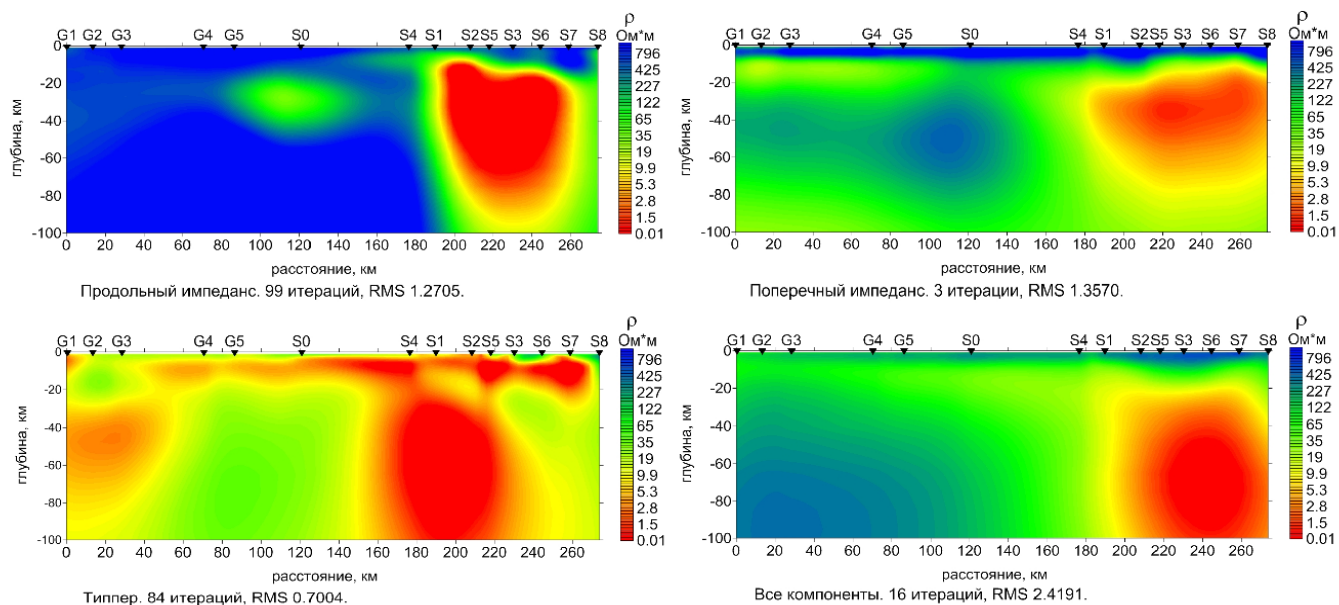 G1 G2 G3 G4 G5 S0 S4 S1 S2 S5 S3 S6 S7 S8
ρ
Ом*м
796
425
227
122
65
35
19
9.9
5.3
2.8
1.5
0.01
глубина, км
0
-20
-40
-60
-80
-100
0 20 40 60 80 100 120 140 160 180 200 220 240 260
расстояние, км
Продольный импеданс. 99 итераций, RMS 1.2705.
G1 G2 G3 G4 G5 S0 S4 S1 S2 S5 S3 S6 S7 S8
ρ
Ом*м
796
425
227
122
65
35
19
9.9
5.3
2.8
1.5
0.01
глубина, км
0
-20
-40
-60
-80
-100
0 20 40 60 80 100 120 140 160 180 200 220 240 260
расстояние, км
Поперечный импеданс. 3 итерации, RMS 1.3570.
G1 G2 G3 G4 G5 S0 S4 S1 S2 S5 S3 S6 S7 S8
ρ
Ом*м
796
425
227
122
65
35
19
9.9
5.3
2.8
1.5
0.01
глубина, км
0
-20
-40
-60
-80
-100
0 20 40 60 80 100 120 140 160 180 200 220 240 260
расстояние, км
Типпер. 84 итераций, RMS 0.7004.
G1 G2 G3 G4 G5 S0 S4 S1 S2 S5 S3 S6 S7 S8
ρ
Ом*м
796
425
227
122
65
35
19
9.9
5.3
2.8
1.5
0.01
глубина, км
0
-20
-40
-60
-80
-100
0 20 40 60 80 100 120 140 160 180 200 220 240 260
расстояние, км
Все компоненты. 16 итераций, RMS 2.4191.